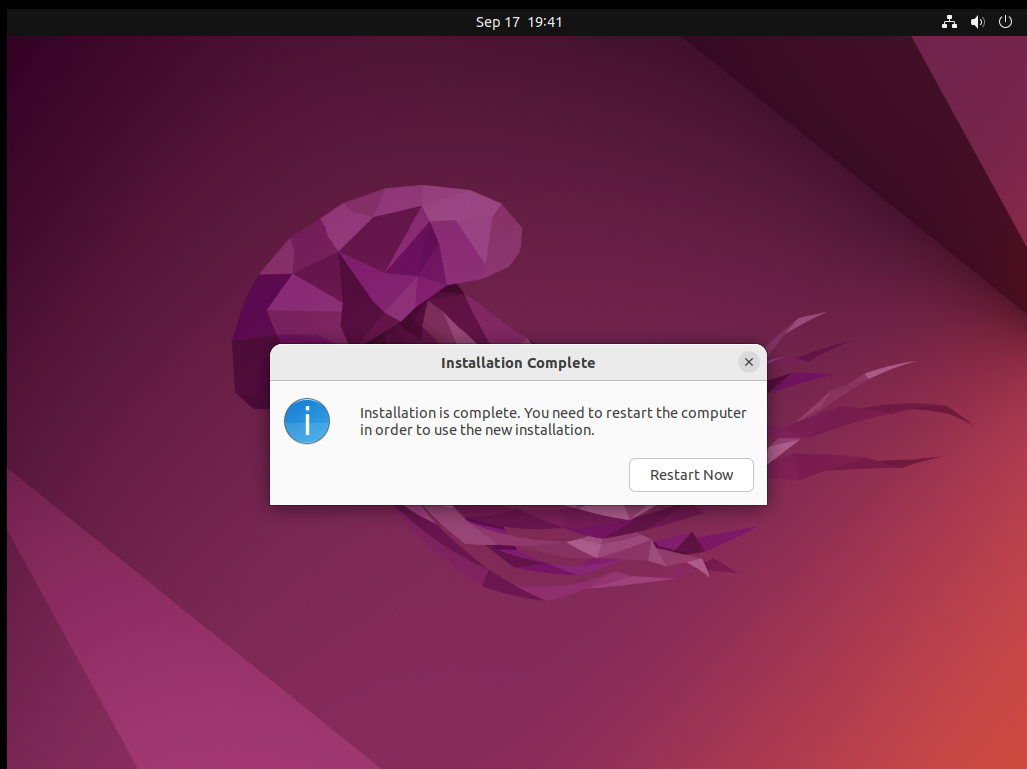 Sep 17 19:41
Installation Complete
Installation is complete. You need to restart the computer
in order to use the new installation.
Restart Now